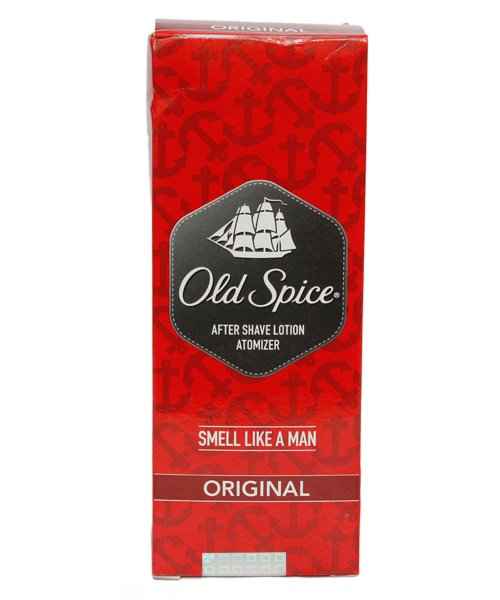 ORIGINAL
Old Spice®
AFTER SHAVE LOTION
ATOMIZER
SMELL LIKE A MAN
ORIGINAL